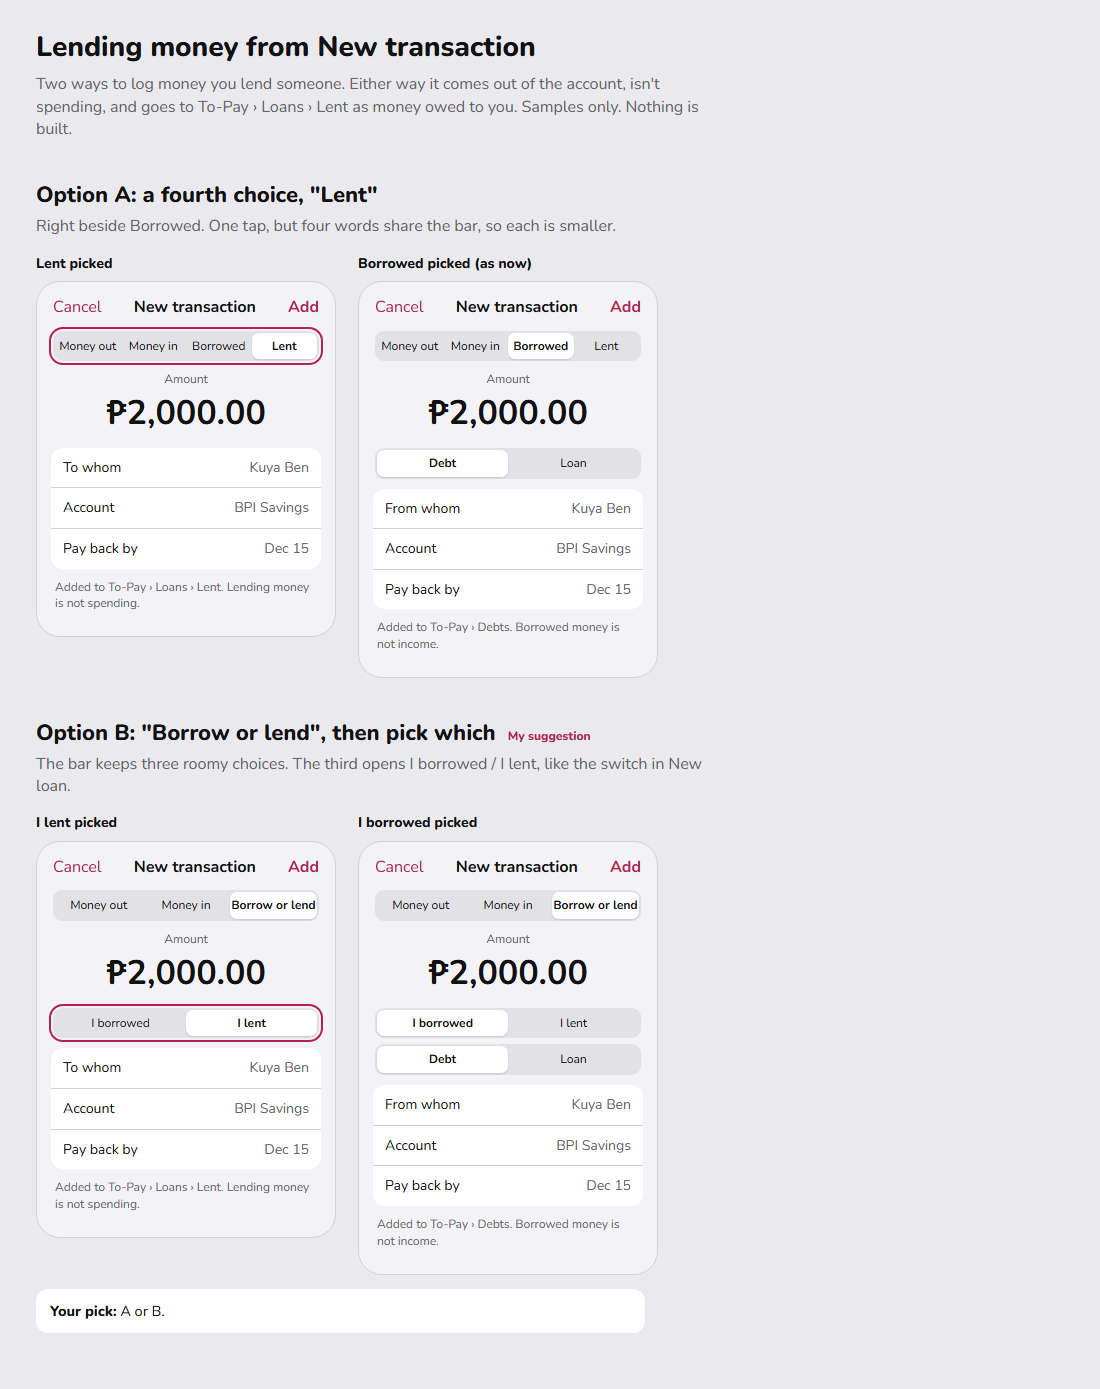 Lending money from New transaction
Two ways to log money you lend someone. Either way it comes out of the account, isn't
spending, and goes to To-Pay › Loans › Lent as money owed to you. Samples only. Nothing is
built.
Option A: a fourth choice, "Lent"
Right beside Borrowed. One tap, but four words share the bar, so each is smaller.
Lent picked
Cancel New transaction Add
Money out Money in Borrowed Lent
Amount
₱2,000.00
To whom Kuya Ben
Account BPI Savings
Pay back by Dec 15
Added to To-Pay › Loans › Lent. Lending money
is not spending.
Borrowed picked (as now)
Cancel New transaction Add
Money out Money in Borrowed Lent
Amount
₱2,000.00
Debt Loan
From whom Kuya Ben
Account BPI Savings
Pay back by Dec 15
Added to To-Pay › Debts. Borrowed money is
not income.
Option B: "Borrow or lend", then pick which My suggestion
The bar keeps three roomy choices. The third opens I borrowed / I lent, like the switch in New
loan.
I lent picked
Cancel New transaction Add
Money out Money in Borrow or lend
Amount
₱2,000.00
I borrowed I lent
To whom Kuya Ben
Account BPI Savings
Pay back by Dec 15
Added to To-Pay › Loans › Lent. Lending money
is not spending.
I borrowed picked
Cancel New transaction Add
Money out Money in Borrow or lend
Amount
₱2,000.00
I borrowed I lent
Debt Loan
From whom Kuya Ben
Account BPI Savings
Pay back by Dec 15
Added to To-Pay › Debts. Borrowed money is
not income.
Your pick: A or B.